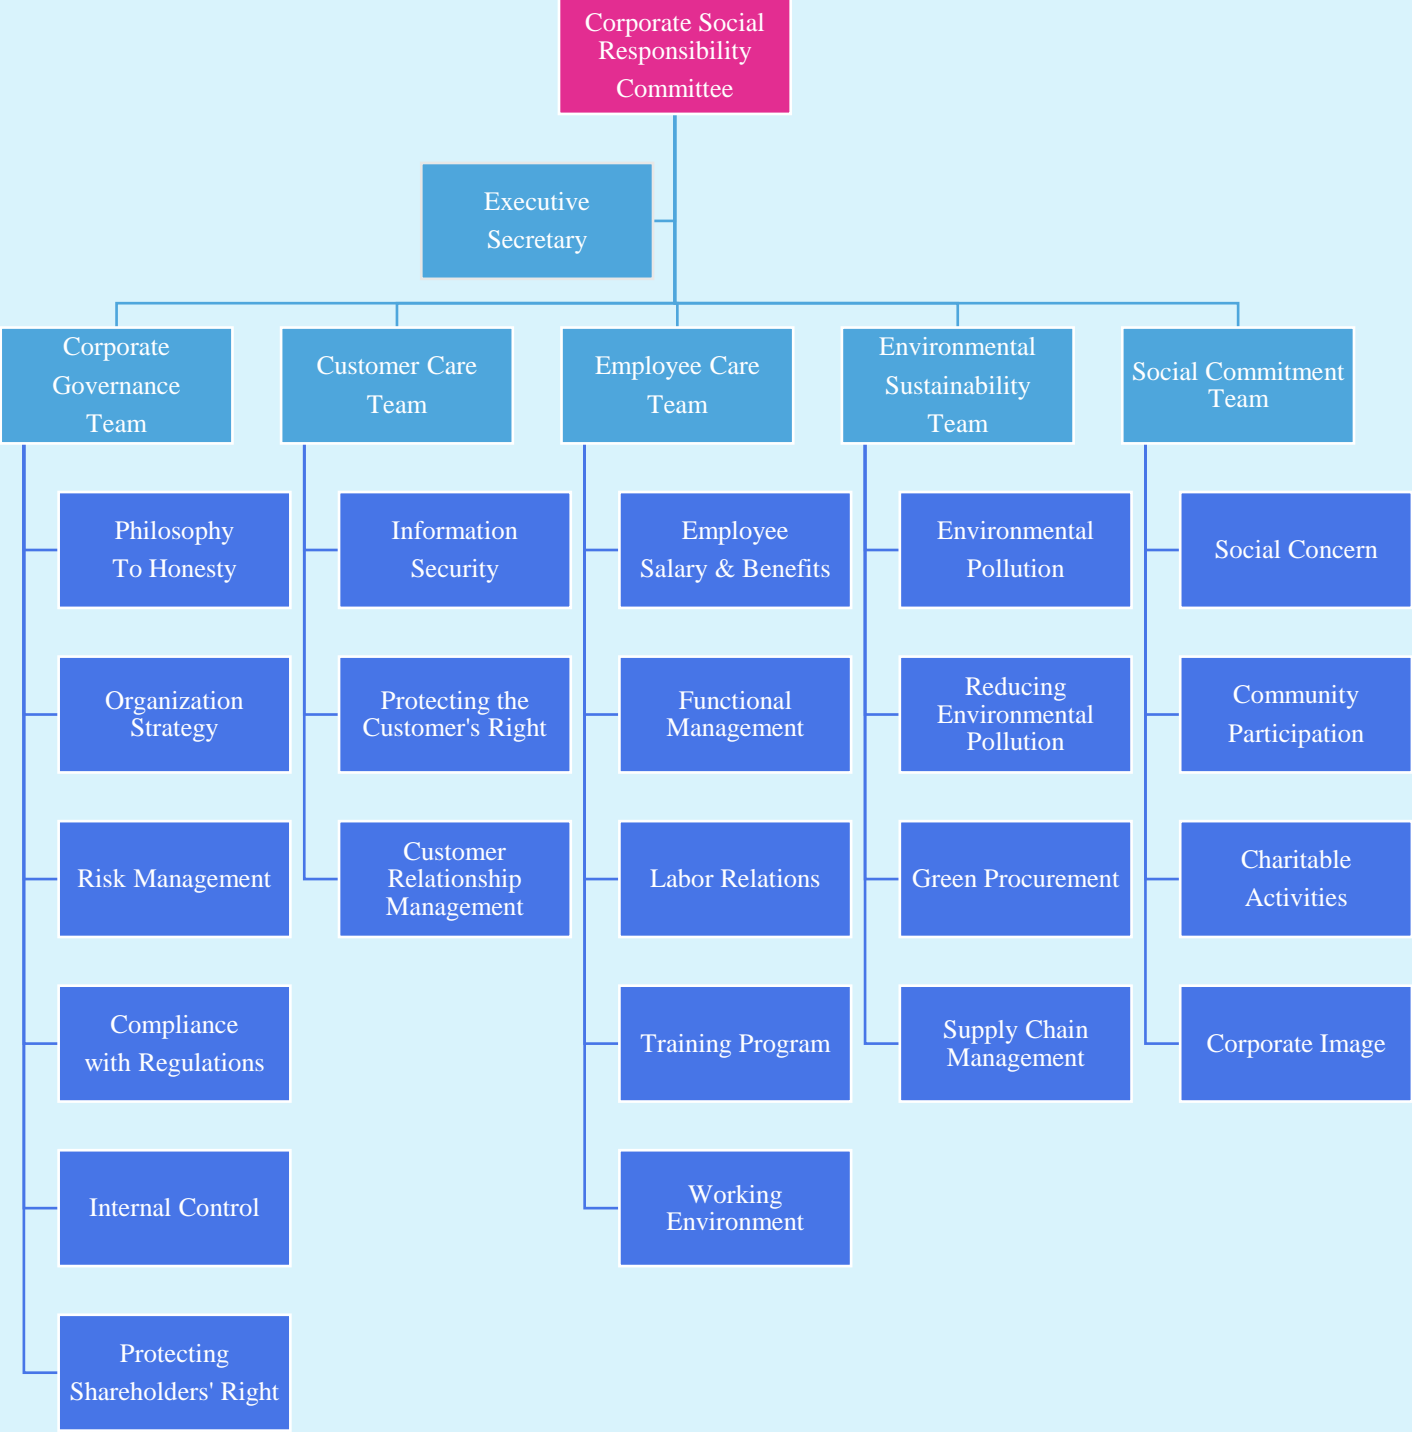 Corporate Social
Responsibility
Committee
Executive
Secretary
Corporate
Governance
Team
Customer Care
Team
Employee Care
Team
Environmental
Sustainability
Team
Social Commitment
Team
Philosophy
To Honesty
Organization
Strategy
Risk Management
Compliance
with Regulations
Internal Control
Protecting
Shareholders' Right
Information
Security
Protecting the
Customer's Right
Customer
Relationship
Management
Employee
Salary & Benefits
Functional
Management
Labor Relations
Training Program
Working
Environment
Environmental
Pollution
Reducing
Environmental
Pollution
Green Procurement
Supply Chain
Management
Social Concern
Community
Participation
Charitable
Activities
Corporate Image